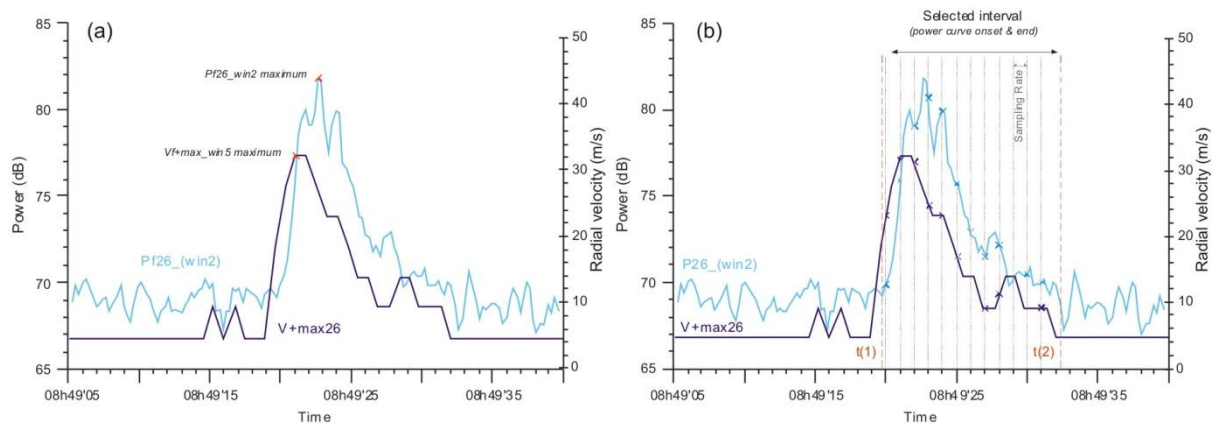 (a)
85
80
75
70
65
Power (dB)
50
40
30
20
10
0
Radial velocity (m/s)
Pf26_win2 maximum
Vf+max_win5 maximum
Pf26_(win2)
V+max26
08h49'05
08h49'15
08h49'25
08h49'35
Time
(b)
Selected interval
(power curve onset & end)
Sampling Rate
85
80
75
70
65
Power (dB)
50
40
30
20
10
0
Radial velocity (m/s)
P26_(win2)
V+max26
t(1)
t(2)
08h49'05
08h49'15
08h49'25
08h49'35
Time